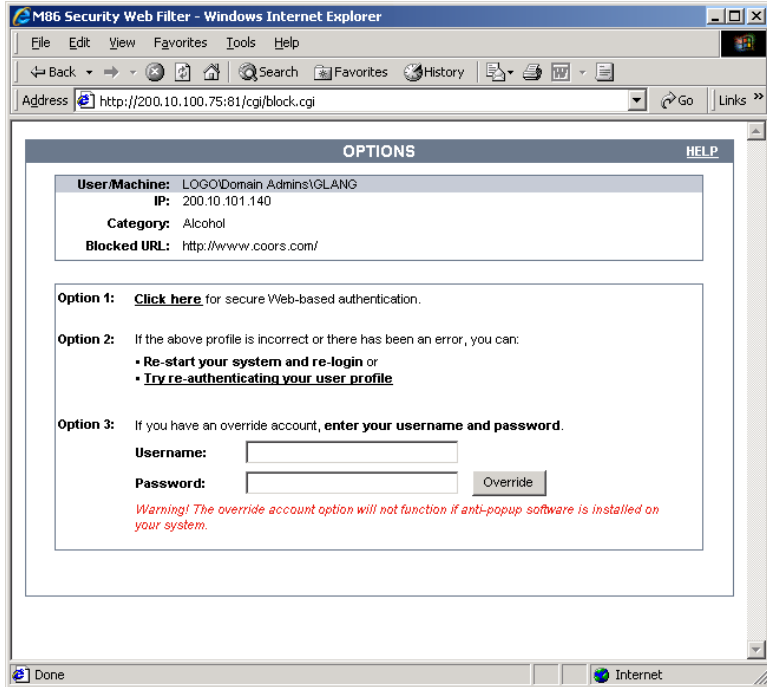 M86 Security Web Filter - Windows Internet Explorer
File Edit View Favorites Tools Help
Back Search Favorites History
Address http://200.10.100.75:81/cgi/block.cgi Go Links »
OPTIONS HELP
User/Machine: LOGO\Domain Admins\GLANG
IP: 200.10.101.140
Category: Alcohol
Blocked URL: http://www.coors.com/
Option 1: Click here for secure Web-based authentication.
Option 2: If the above profile is incorrect or there has been an error, you can:
▪ Re-start your system and re-login or
▪ Try re-authenticating your user profile
Option 3: If you have an override account, enter your username and password.
Username:
Password: Override
Warning! The override account option will not function if anti-popup software is installed on
your system.
Done Internet